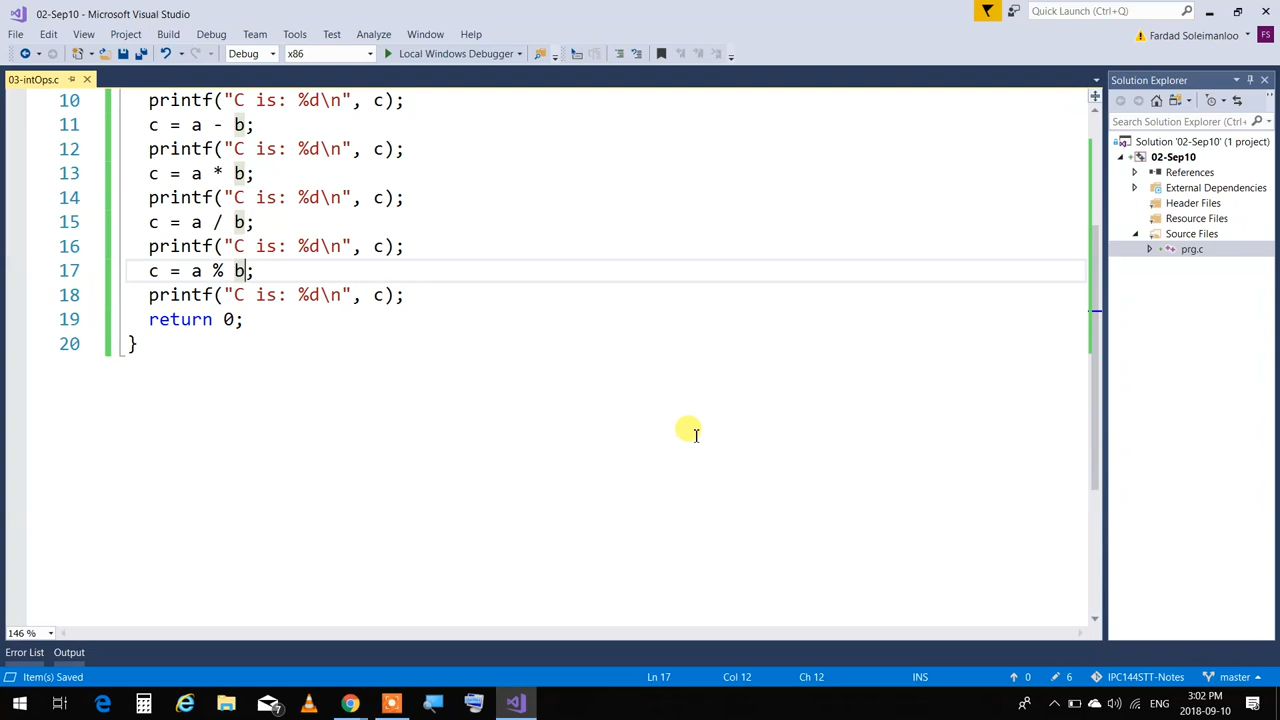 02-Sep10 - Microsoft Visual Studio
Quick Launch (Ctrl+Q)
File Edit View Project Build Debug Team Tools Test Analyze Window Help
Fardad Soleimanloo
FS
Debug x86 Local Windows Debugger
03-intOps.c
10 printf("C is: %d\n", c);
11 c = a - b;
12 printf("C is: %d\n", c);
13 c = a * b;
14 printf("C is: %d\n", c);
15 c = a / b;
16 printf("C is: %d\n", c);
17 c = a % b;
18 printf("C is: %d\n", c);
19 return 0;
20 }
146 %
Solution Explorer
Search Solution Explorer (Ctrl+
Solution '02-Sep10' (1 project)
02-Sep10
References
External Dependencies
Header Files
Resource Files
Source Files
prg.c
Error List Output
Item(s) Saved Ln 17 Col 12 Ch 12 INS 0 6 IPC144STT-Notes master
7
ENG
3:02 PM
2018-09-10